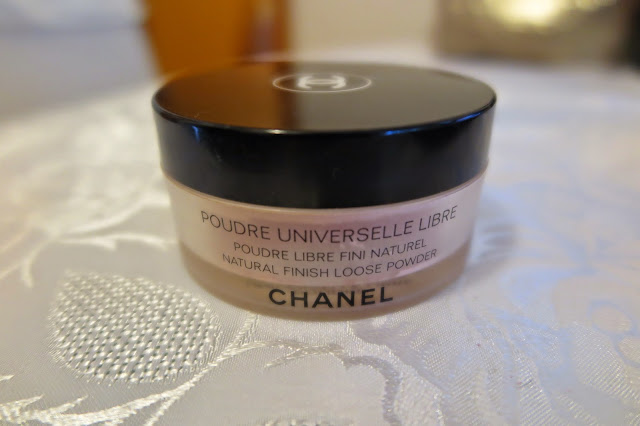 POUDRE UNIVERSELLE LIBRE
POUDRE LIBRE FINI NATUREL
NATURAL FINISH LOOSE POWDER
CHANEL